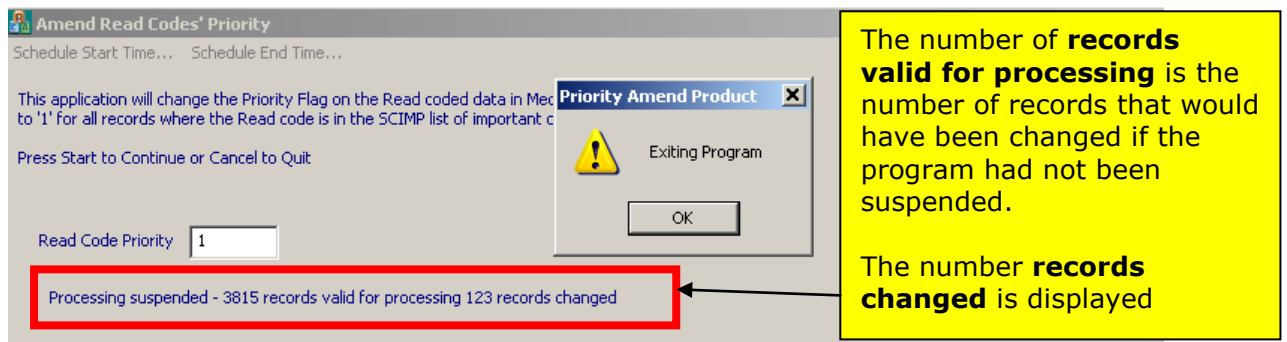 Amend Read Codes' Priority
Schedule Start Time... Schedule End Time...
This application will change the Priority Flag on the Read coded data in
to '1' for all records where the Read code is in the SCIMP list of important
Press Start to Continue or Cancel to Quit
Read Code Priority 1
Processing suspended - 3815 records valid for processing 123 records changed
Priority Amend Product
Exiting Program
OK
The number of records
valid for processing is the
number of records that would
have been changed if the
program had not been
suspended.
The number records
changed is displayed